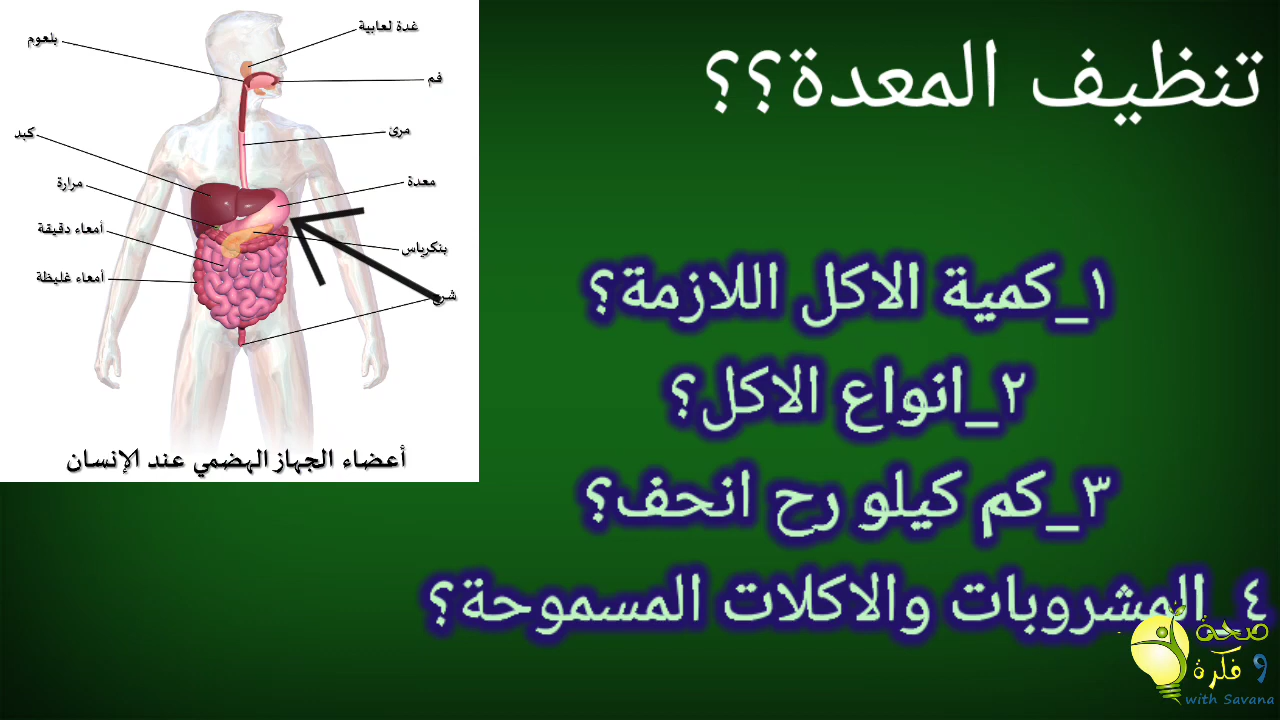 تنظيف المعدة؟؟
١_كمية الاكل اللازمة؟
٢_انواع الاكل؟
٣_كم كيلو رح انحف؟
٤_المشروبات والاكلات المسموحة؟
غدة لعابية
بلعوم
فم
مرئ
كبد
معدة
مرارة
أمعاء دقيقة
بنكرياس
أمعاء غليظة
أعضاء الجهاز الهضمي عند الإنسان
صحة
و فكرة
with Savana